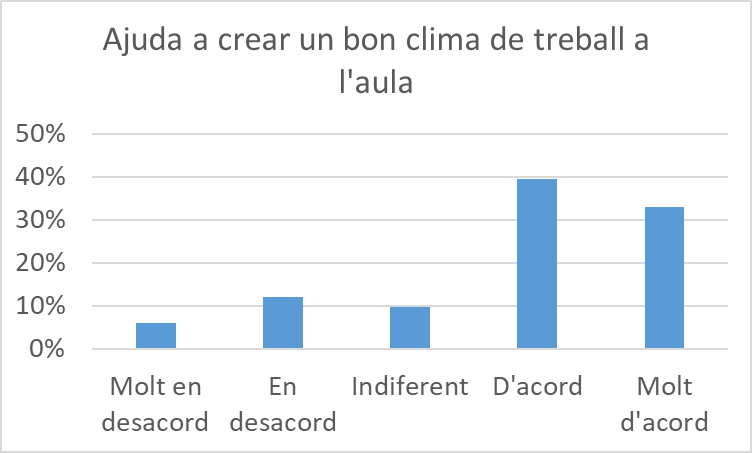 Ajuda a crear un bon clima de treball a
l'aula
50%
40%
30%
20%
10%
0%
Molt en
desacord
En
desacord
Indiferent
D'acord
Molt
d'acord